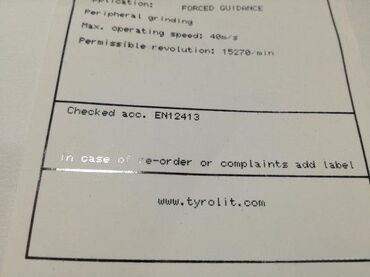 Application: FORCED GUIDANCE
Peripheral grinding
Max. operating speed: 40m/s
Permissible revolution: 15270/min
Checked acc. EN12413
in case of re-order or complaints add label
www.tyrolit.com